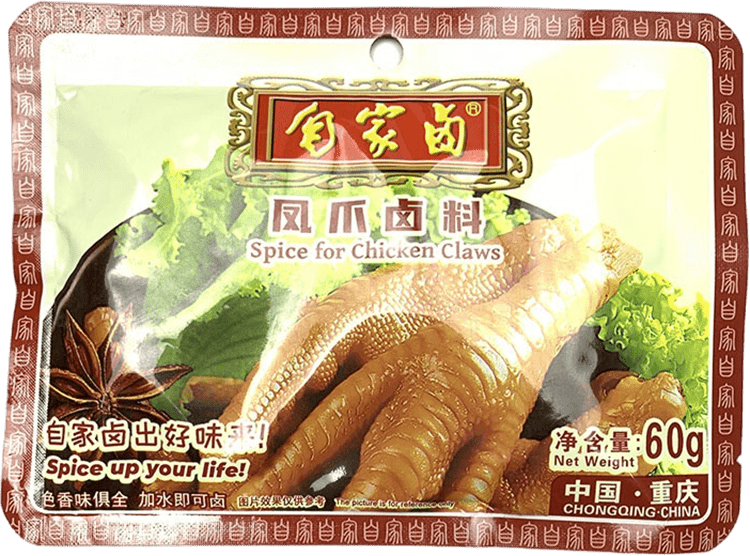 自家卤®
凤爪卤料
Spice for Chicken Claws
自家卤出好味来!
Spice up your life!
色香味俱全 加水即可卤 图片效果仅供参考 The picture is for reference only
净含量:60g
Net Weight
中国·重庆
CHONGQING·CHINA